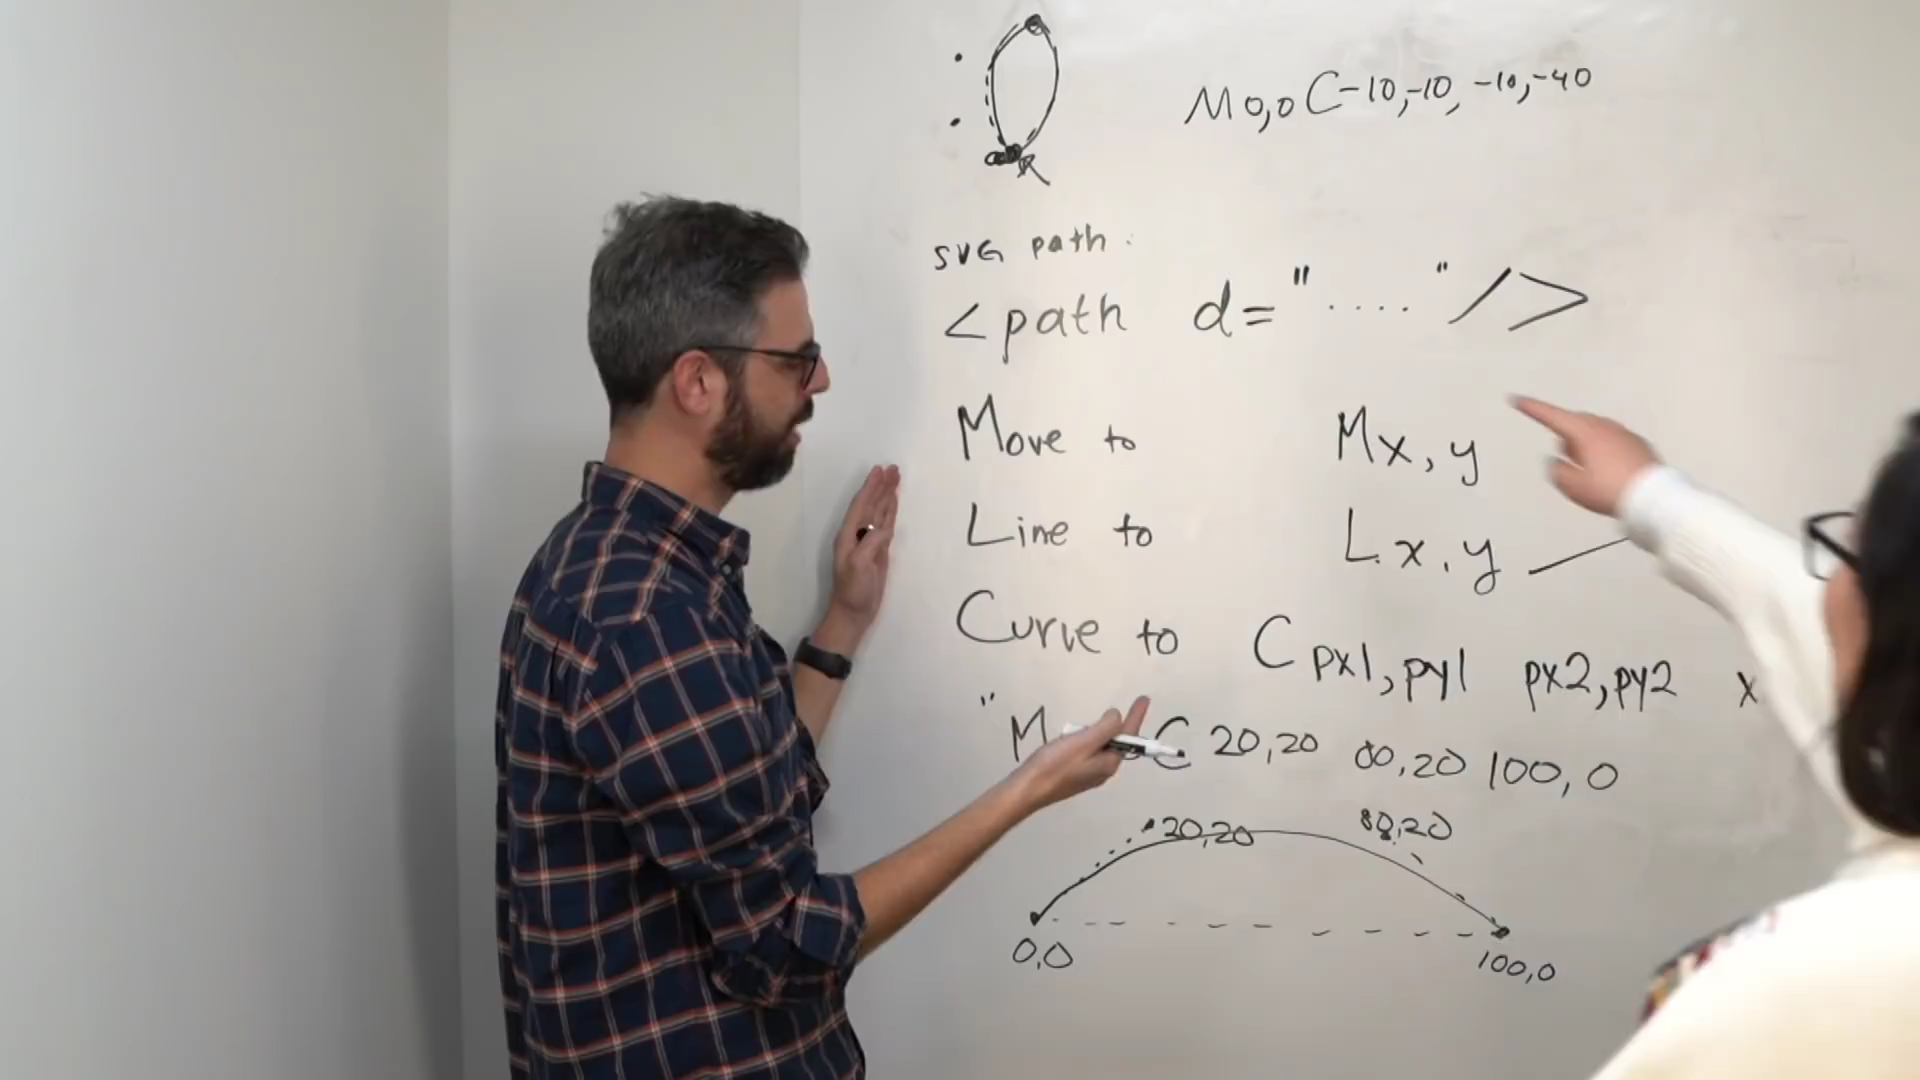 M0,0 C-10,-10, -10,-40
SVG path.
<path d="...."/>
Move to Mx,y
Line to L.x,y
Curve to Cpx1,py1 px2,py2 x
"M C 20,20 80,20 100,0
20,20 80,20
0,0 100,0